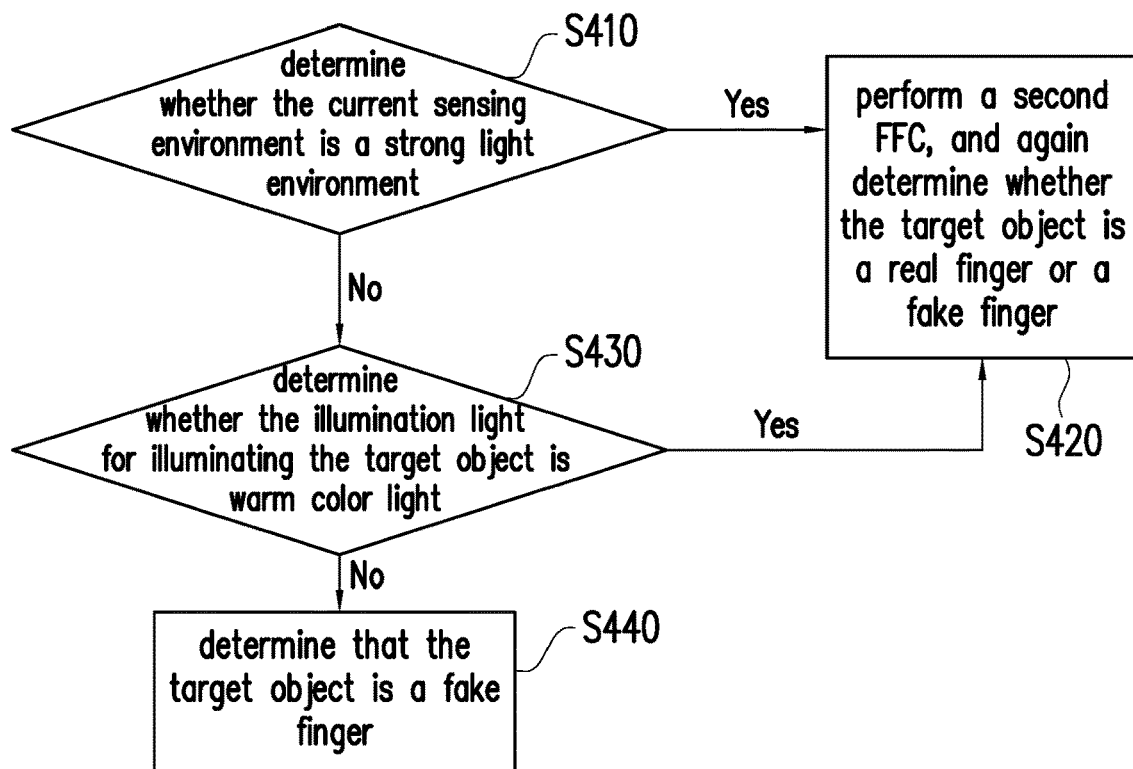 S410
determine
whether the current sensing
environment is a strong light
environment
Yes
perform a second
FFC, and again
determine whether
the target object is
a real finger or a
fake finger
S420
No
S430
determine
whether the illumination light
for illuminating the target object is
warm color light
Yes
No
S440
determine that the
target object is a fake
finger